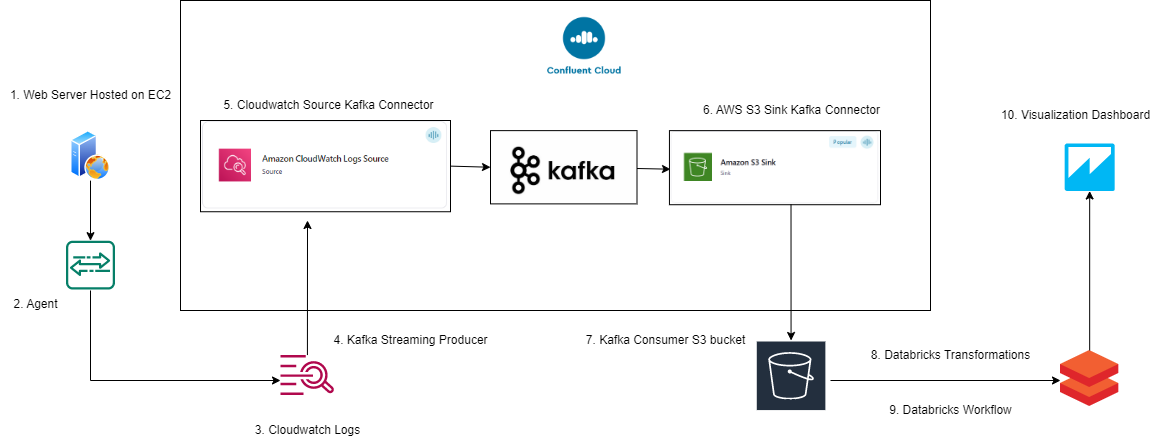 Confluent Cloud
1. Web Server Hosted on EC2
5. Cloudwatch Source Kafka Connector
6. AWS S3 Sink Kafka Connector
10. Visualization Dashboard
Amazon CloudWatch Logs Source
Source
kafka
Popular
Amazon S3 Sink
Sink
2. Agent
4. Kafka Streaming Producer
7. Kafka Consumer S3 bucket
8. Databricks Transformations
9. Databricks Workflow
3. Cloudwatch Logs